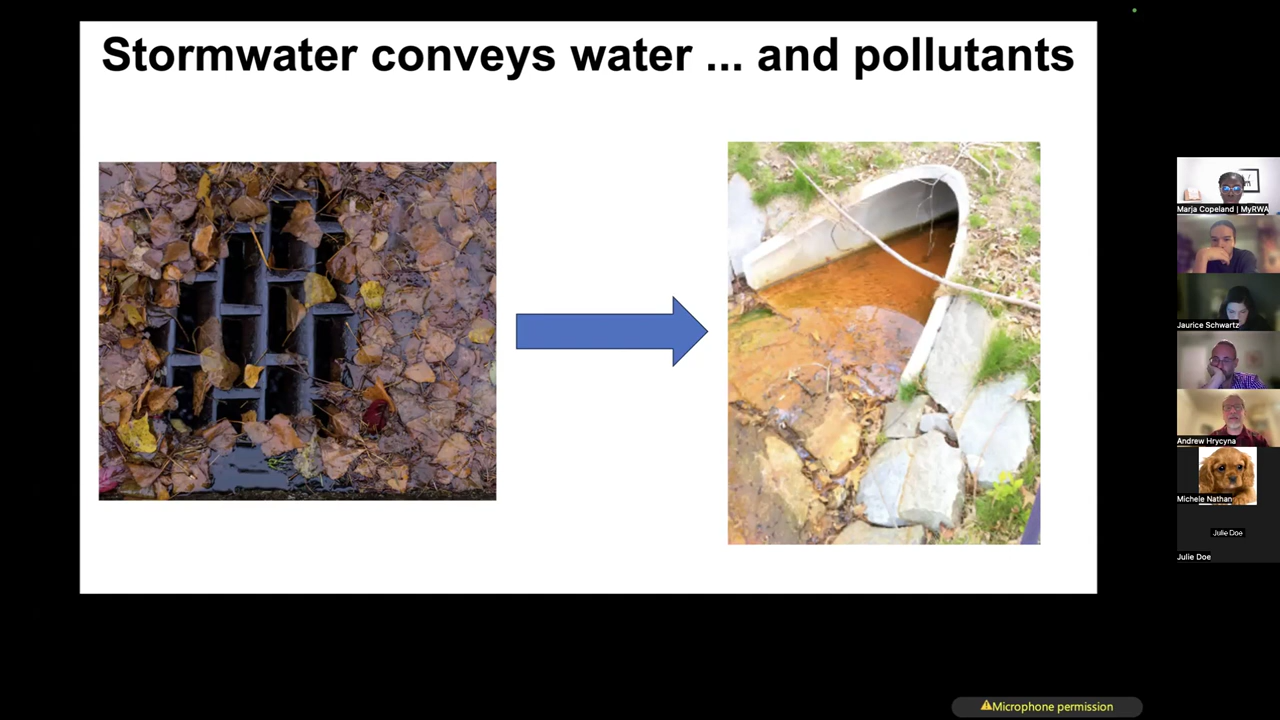 Stormwater conveys water ... and pollutants
Marja Copeland | MyRWA
Jaurice Schwartz
Andrew Hrycyna
Michele Nathan
Julie Doe
Julie Doe
Microphone permission